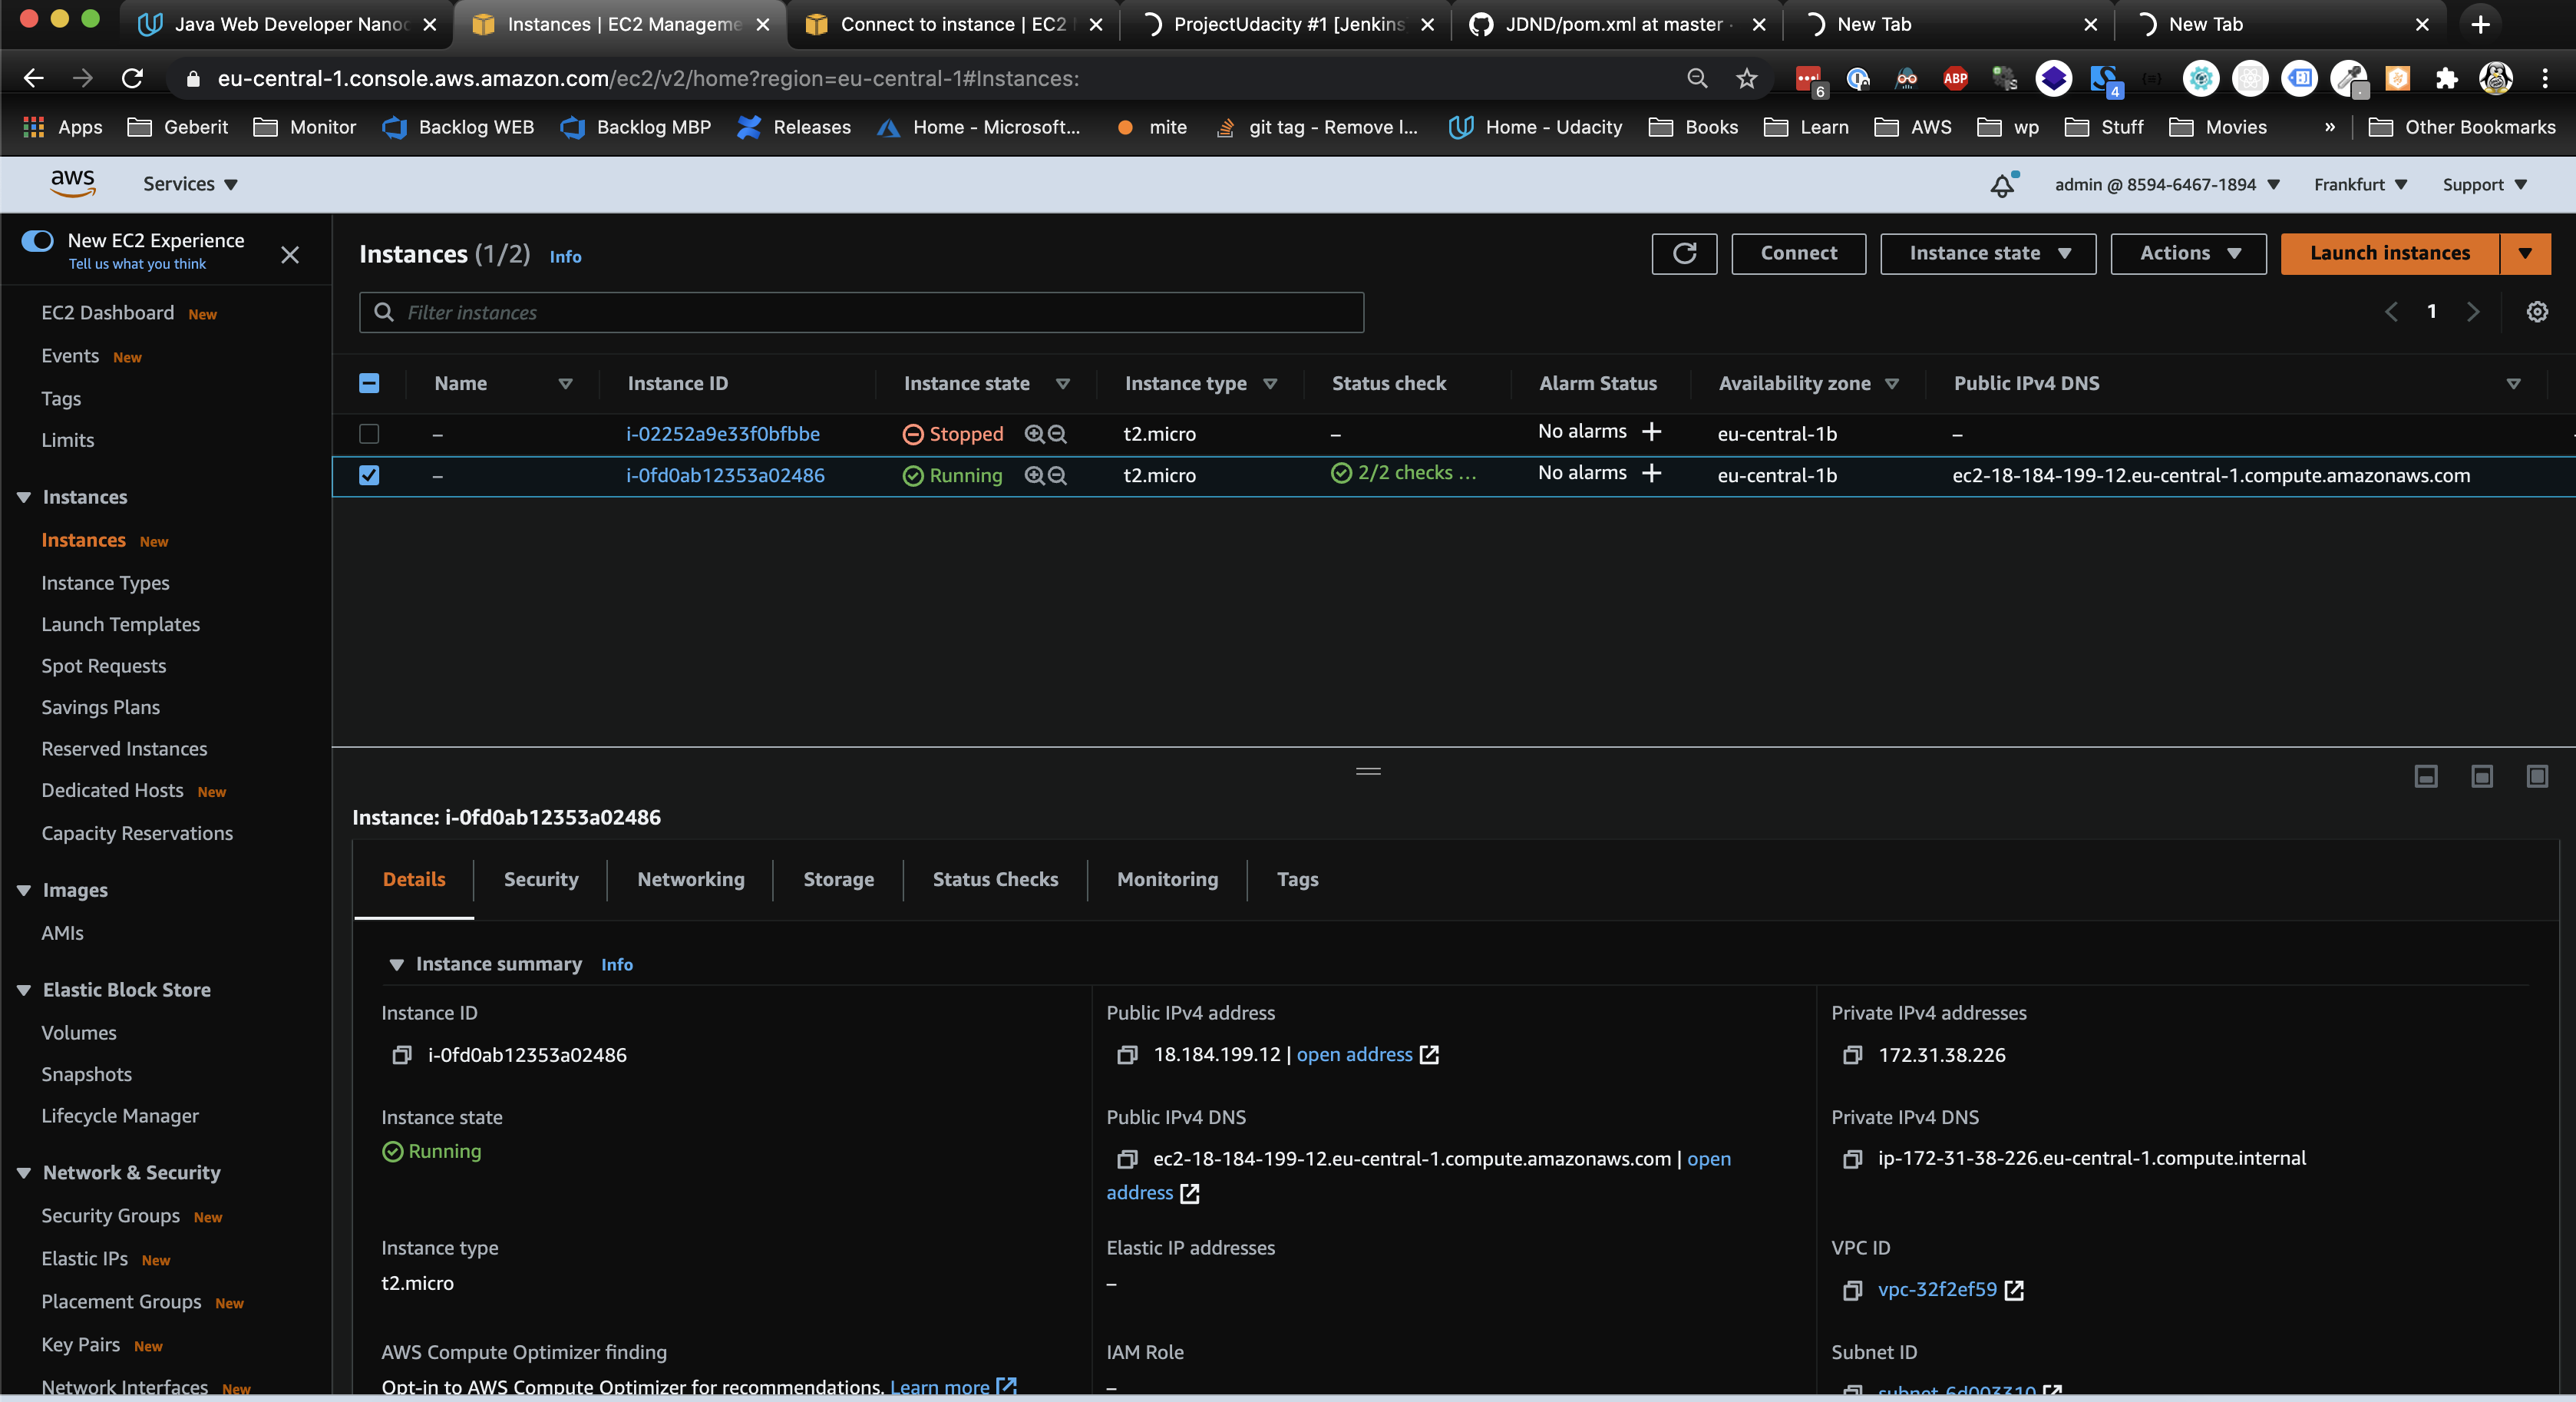 Java Web Developer Nanoc
Instances | EC2 Manageme
Connect to instance | EC2
ProjectUdacity #1 [Jenkins
JDND/pom.xml at master ·
New Tab
New Tab
eu-central-1.console.aws.amazon.com/ec2/v2/home?region=eu-central-1#Instances:
6
ABP
4
Apps
Geberit
Monitor
Backlog WEB
Backlog MBP
Releases
Home - Microsoft...
mite
git tag - Remove l...
Home - Udacity
Books
Learn
AWS
wp
Stuff
Movies
»
Other Bookmarks
aws
Services
admin @ 8594-6467-1894
Frankfurt
Support
New EC2 Experience
Tell us what you think
EC2 Dashboard New
Events New
Tags
Limits
Instances
Instances New
Instance Types
Launch Templates
Spot Requests
Savings Plans
Reserved Instances
Dedicated Hosts New
Capacity Reservations
Images
AMIs
Elastic Block Store
Volumes
Snapshots
Lifecycle Manager
Network & Security
Security Groups New
Elastic IPs New
Placement Groups New
Key Pairs New
Network Interfaces New
Instances (1/2) Info
Connect
Instance state
Actions
Launch instances
Filter instances
1
Name Instance ID Instance state Instance type Status check Alarm Status Availability zone Public IPv4 DNS
– i-02252a9e33f0bfbbe Stopped t2.micro – No alarms + eu-central-1b –
– i-0fd0ab12353a02486 Running t2.micro 2/2 checks ... No alarms + eu-central-1b ec2-18-184-199-12.eu-central-1.compute.amazonaws.com
Instance: i-0fd0ab12353a02486
Details Security Networking Storage Status Checks Monitoring Tags
Instance summary Info
Instance ID
i-0fd0ab12353a02486
Public IPv4 address
18.184.199.12 | open address
Private IPv4 addresses
172.31.38.226
Instance state
Running
Public IPv4 DNS
ec2-18-184-199-12.eu-central-1.compute.amazonaws.com | open
address
Private IPv4 DNS
ip-172-31-38-226.eu-central-1.compute.internal
Instance type
t2.micro
Elastic IP addresses
–
VPC ID
vpc-32f2ef59
AWS Compute Optimizer finding
Opt-in to AWS Compute Optimizer for recommendations. Learn more
IAM Role
–
Subnet ID
subnet-6d003310